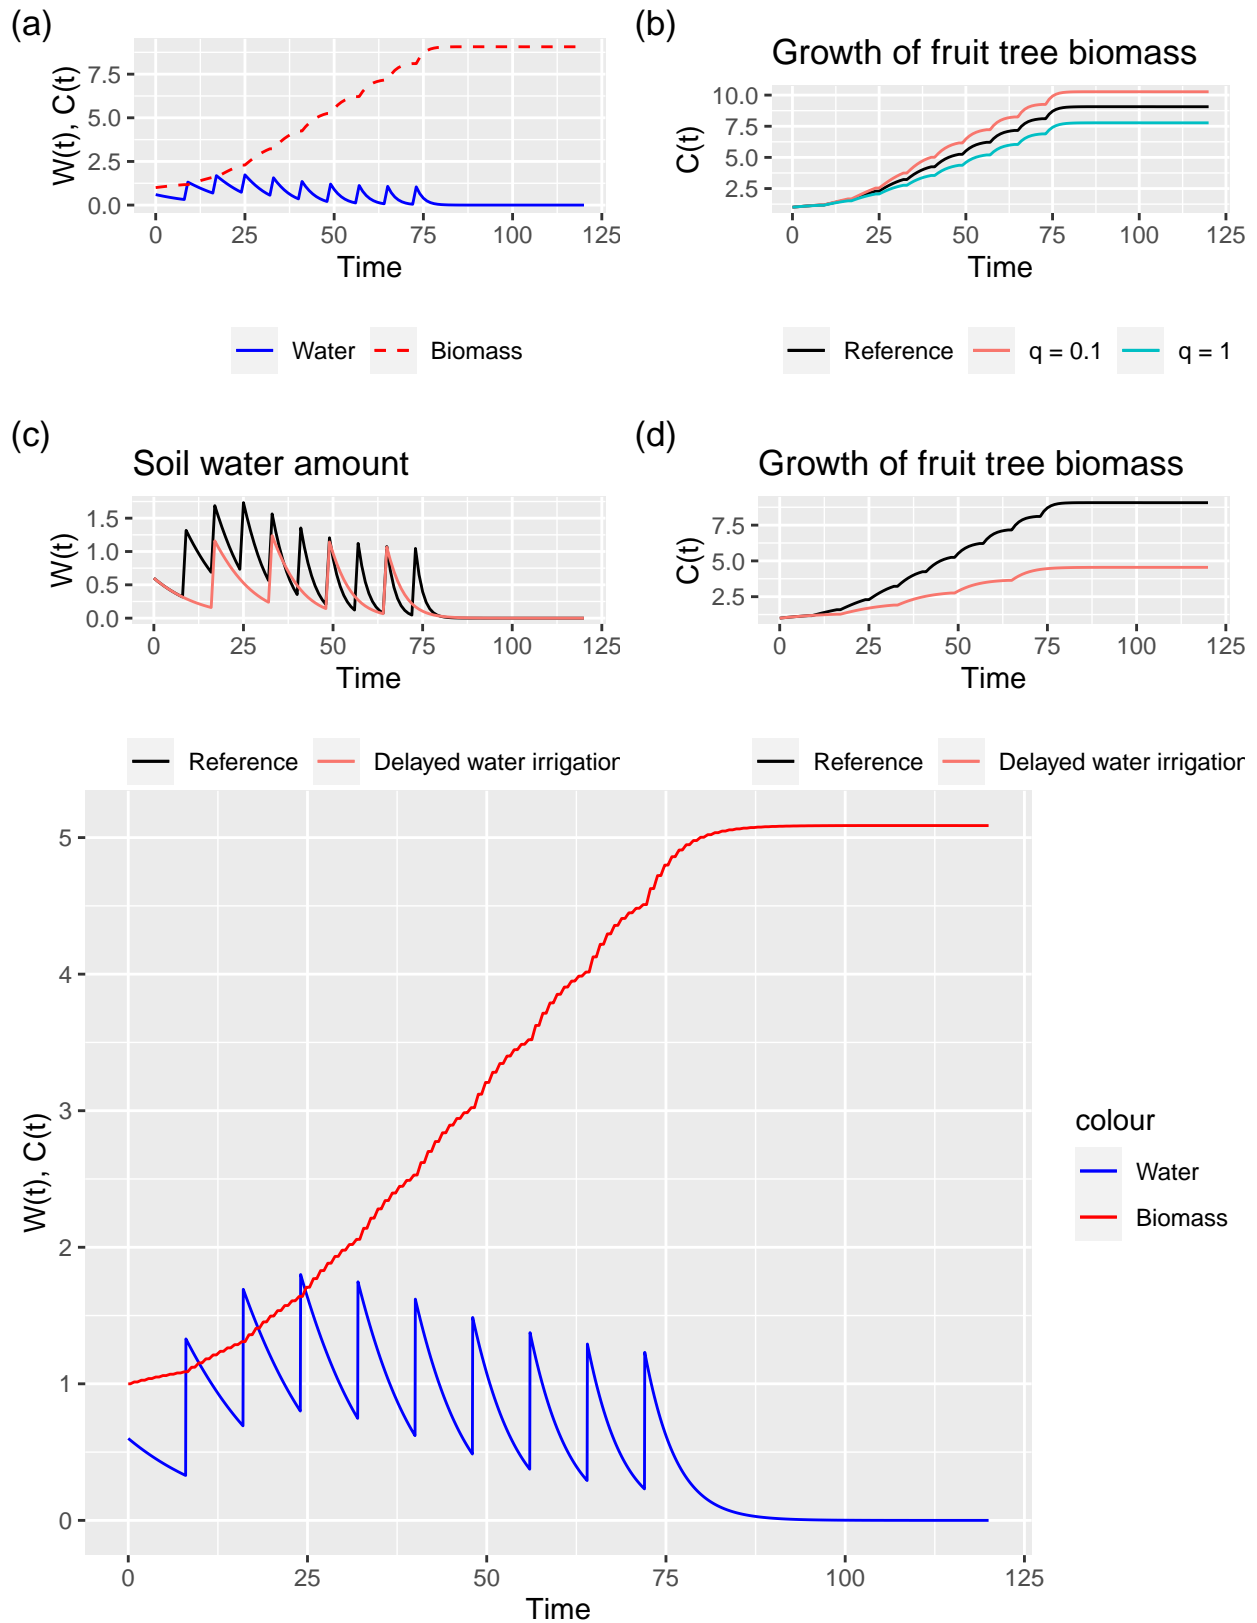 (a)
W(t), C(t)
7.5
5.0
2.5
0.0
0 25 50 75 100 125
Time
Water Biomass
(b)
Growth of fruit tree biomass
C(t)
10.0
7.5
5.0
2.5
0 25 50 75 100 125
Time
Reference q = 0.1 q = 1
(c)
Soil water amount
W(t)
1.5
1.0
0.5
0.0
0 25 50 75 100 125
Time
Reference Delayed water irrigation
(d)
Growth of fruit tree biomass
C(t)
7.5
5.0
2.5
0 25 50 75 100 125
Time
Reference Delayed water irrigation
W(t), C(t)
5
4
3
2
1
0
0 25 50 75 100 125
Time
colour
Water
Biomass